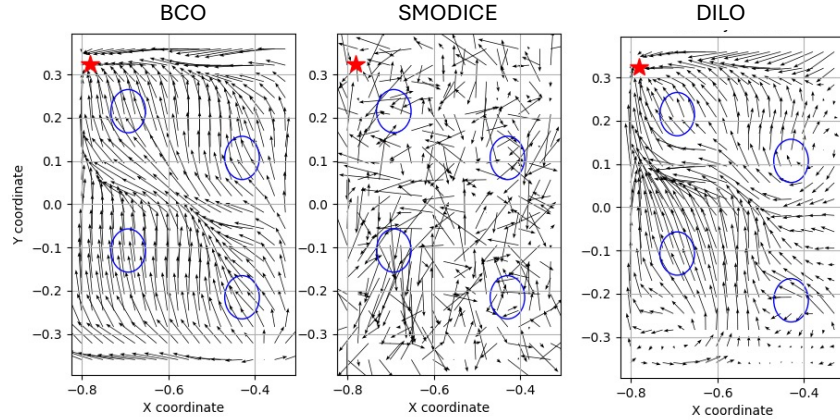 BCO SMODICE DILO
0.3 0.3 0.3
0.2 0.2 0.2
0.1 0.1 0.1
Y coordinate
0.0 0.0 0.0
−0.1 −0.1 −0.1
−0.2 −0.2 −0.2
−0.3 −0.3 −0.3
−0.8 −0.6 −0.4 −0.8 −0.6 −0.4 −0.8 −0.6 −0.4
X coordinate X coordinate X coordinate